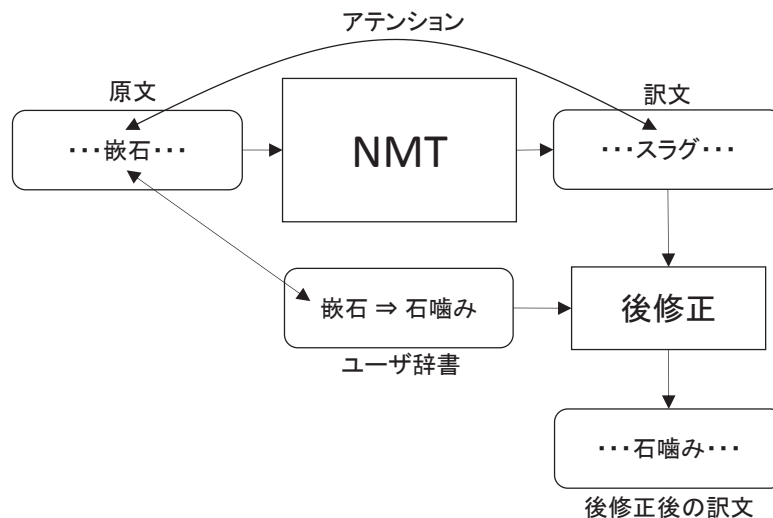 アテンション
原文
訳文
･･･嵌石･･･
NMT
･･･スラグ･･･
嵌石 ⇒ 石噛み
後修正
ユーザ辞書
･･･石噛み･･･
後修正後の訳文